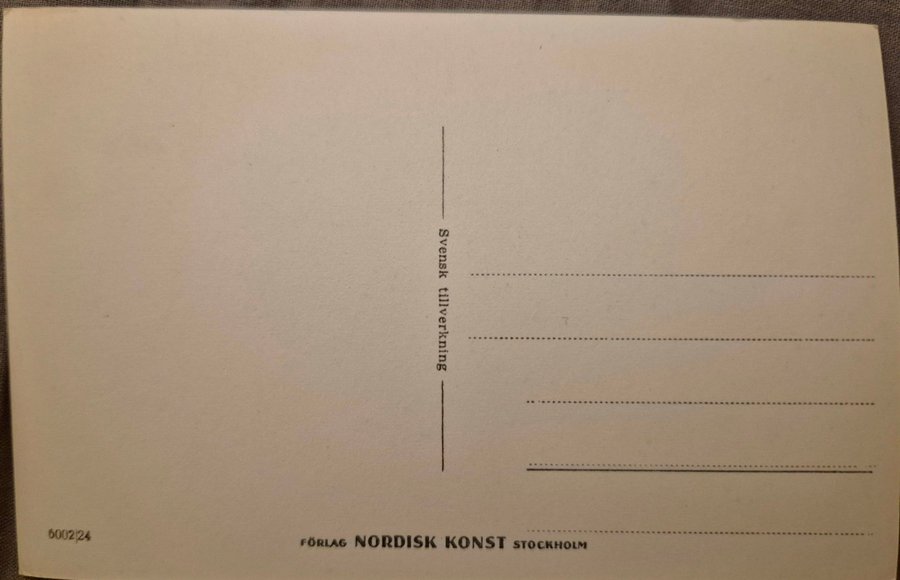 Svensk tillverkning
6002/24
FÖRLAG NORDISK KONST STOCKHOLM